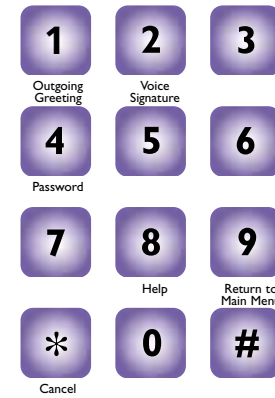 1 2 3
Outgoing Voice
Greeting Signature
4 5 6
Password
7 8 9
Help Return to
Main Menu
* 0 #
Cancel